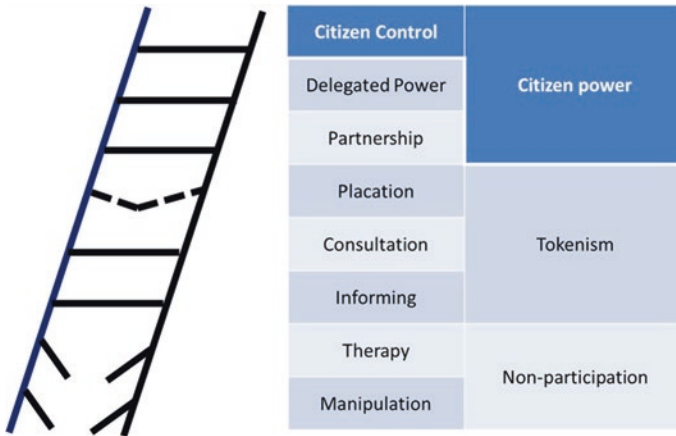 Citizen Control
Delegated Power
Citizen power
Partnership
Placation
Consultation
Tokenism
Informing
Therapy
Non-participation
Manipulation